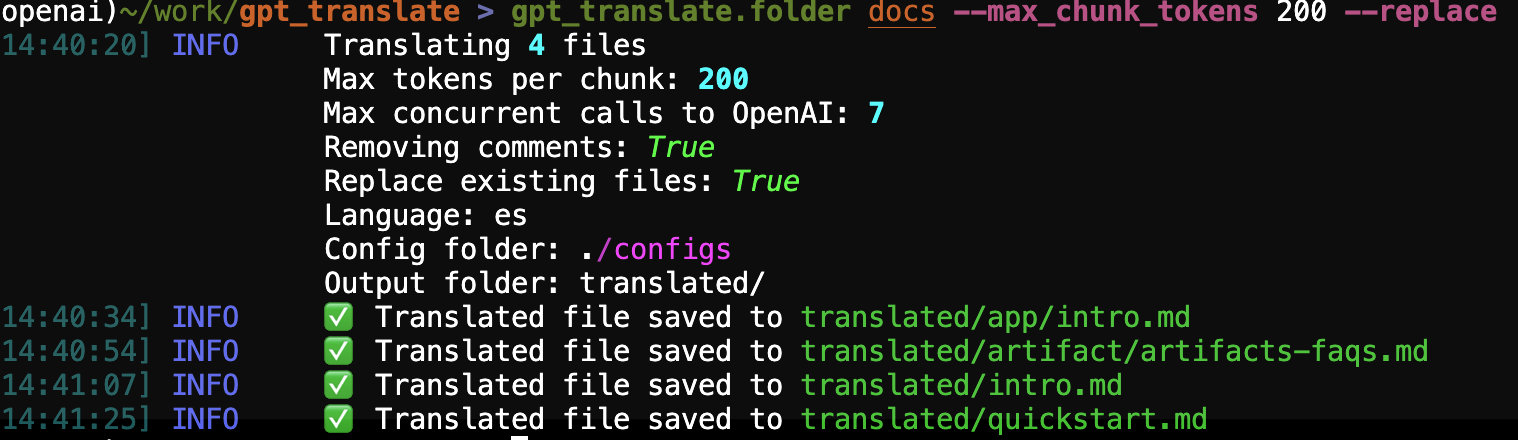 openai)~/work/gpt_translate > gpt_translate.folder docs --max_chunk_tokens 200 --replace
14:40:20] INFO Translating 4 files
Max tokens per chunk: 200
Max concurrent calls to OpenAI: 7
Removing comments: True
Replace existing files: True
Language: es
Config folder: ./configs
Output folder: translated/
14:40:34] INFO ✅ Translated file saved to translated/app/intro.md
14:40:54] INFO ✅ Translated file saved to translated/artifact/artifacts-faqs.md
14:41:07] INFO ✅ Translated file saved to translated/intro.md
14:41:25] INFO ✅ Translated file saved to translated/quickstart.md